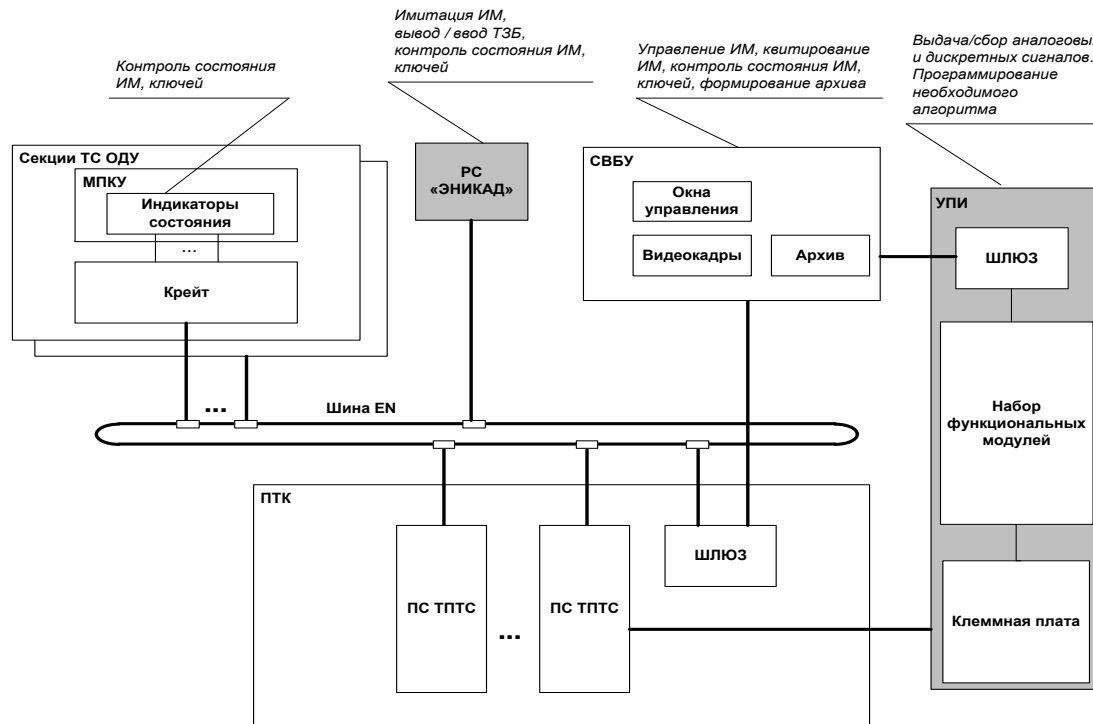 Имитация ИМ,
вывод / ввод ТЗБ,
контроль состояния ИМ,
ключей
Контроль состояния
ИМ, ключей
Управление ИМ, квитирование
ИМ, контроль состояния ИМ,
ключей, формирование архива
Выдача/сбор аналоговых
и дискретных сигналов.
Программирование
необходимого
алгоритма
Секции ТС ОДУ
МПКУ
Индикаторы
состояния
...
Крейт
PC
«ЭНИКАД»
СВБУ
Окна
управления
Видеокадры
Архив
УПИ
ШЛЮЗ
Набор
функциональных
модулей
Клеммная плата
...
Шина EN
ПТК
ПС ТПТС
...
ПС ТПТС
ШЛЮЗ